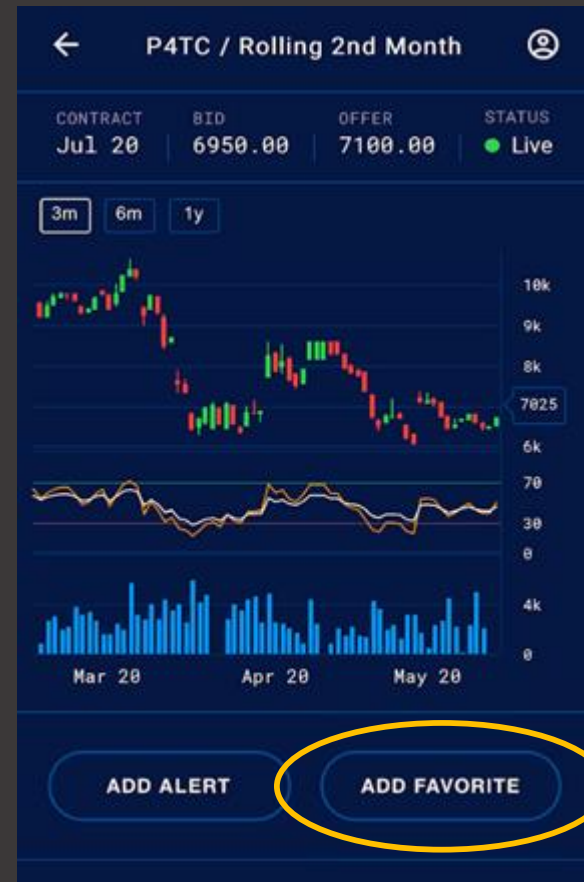 P4TC / Rolling 2nd Month
CONTRACT BID OFFER STATUS
Jul 20 6950.00 7100.00 Live
3m 6m 1y
10k
9k
8k
7025
6k
70
30
0
4k
0
Mar 20 Apr 20 May 20
ADD ALERT ADD FAVORITE